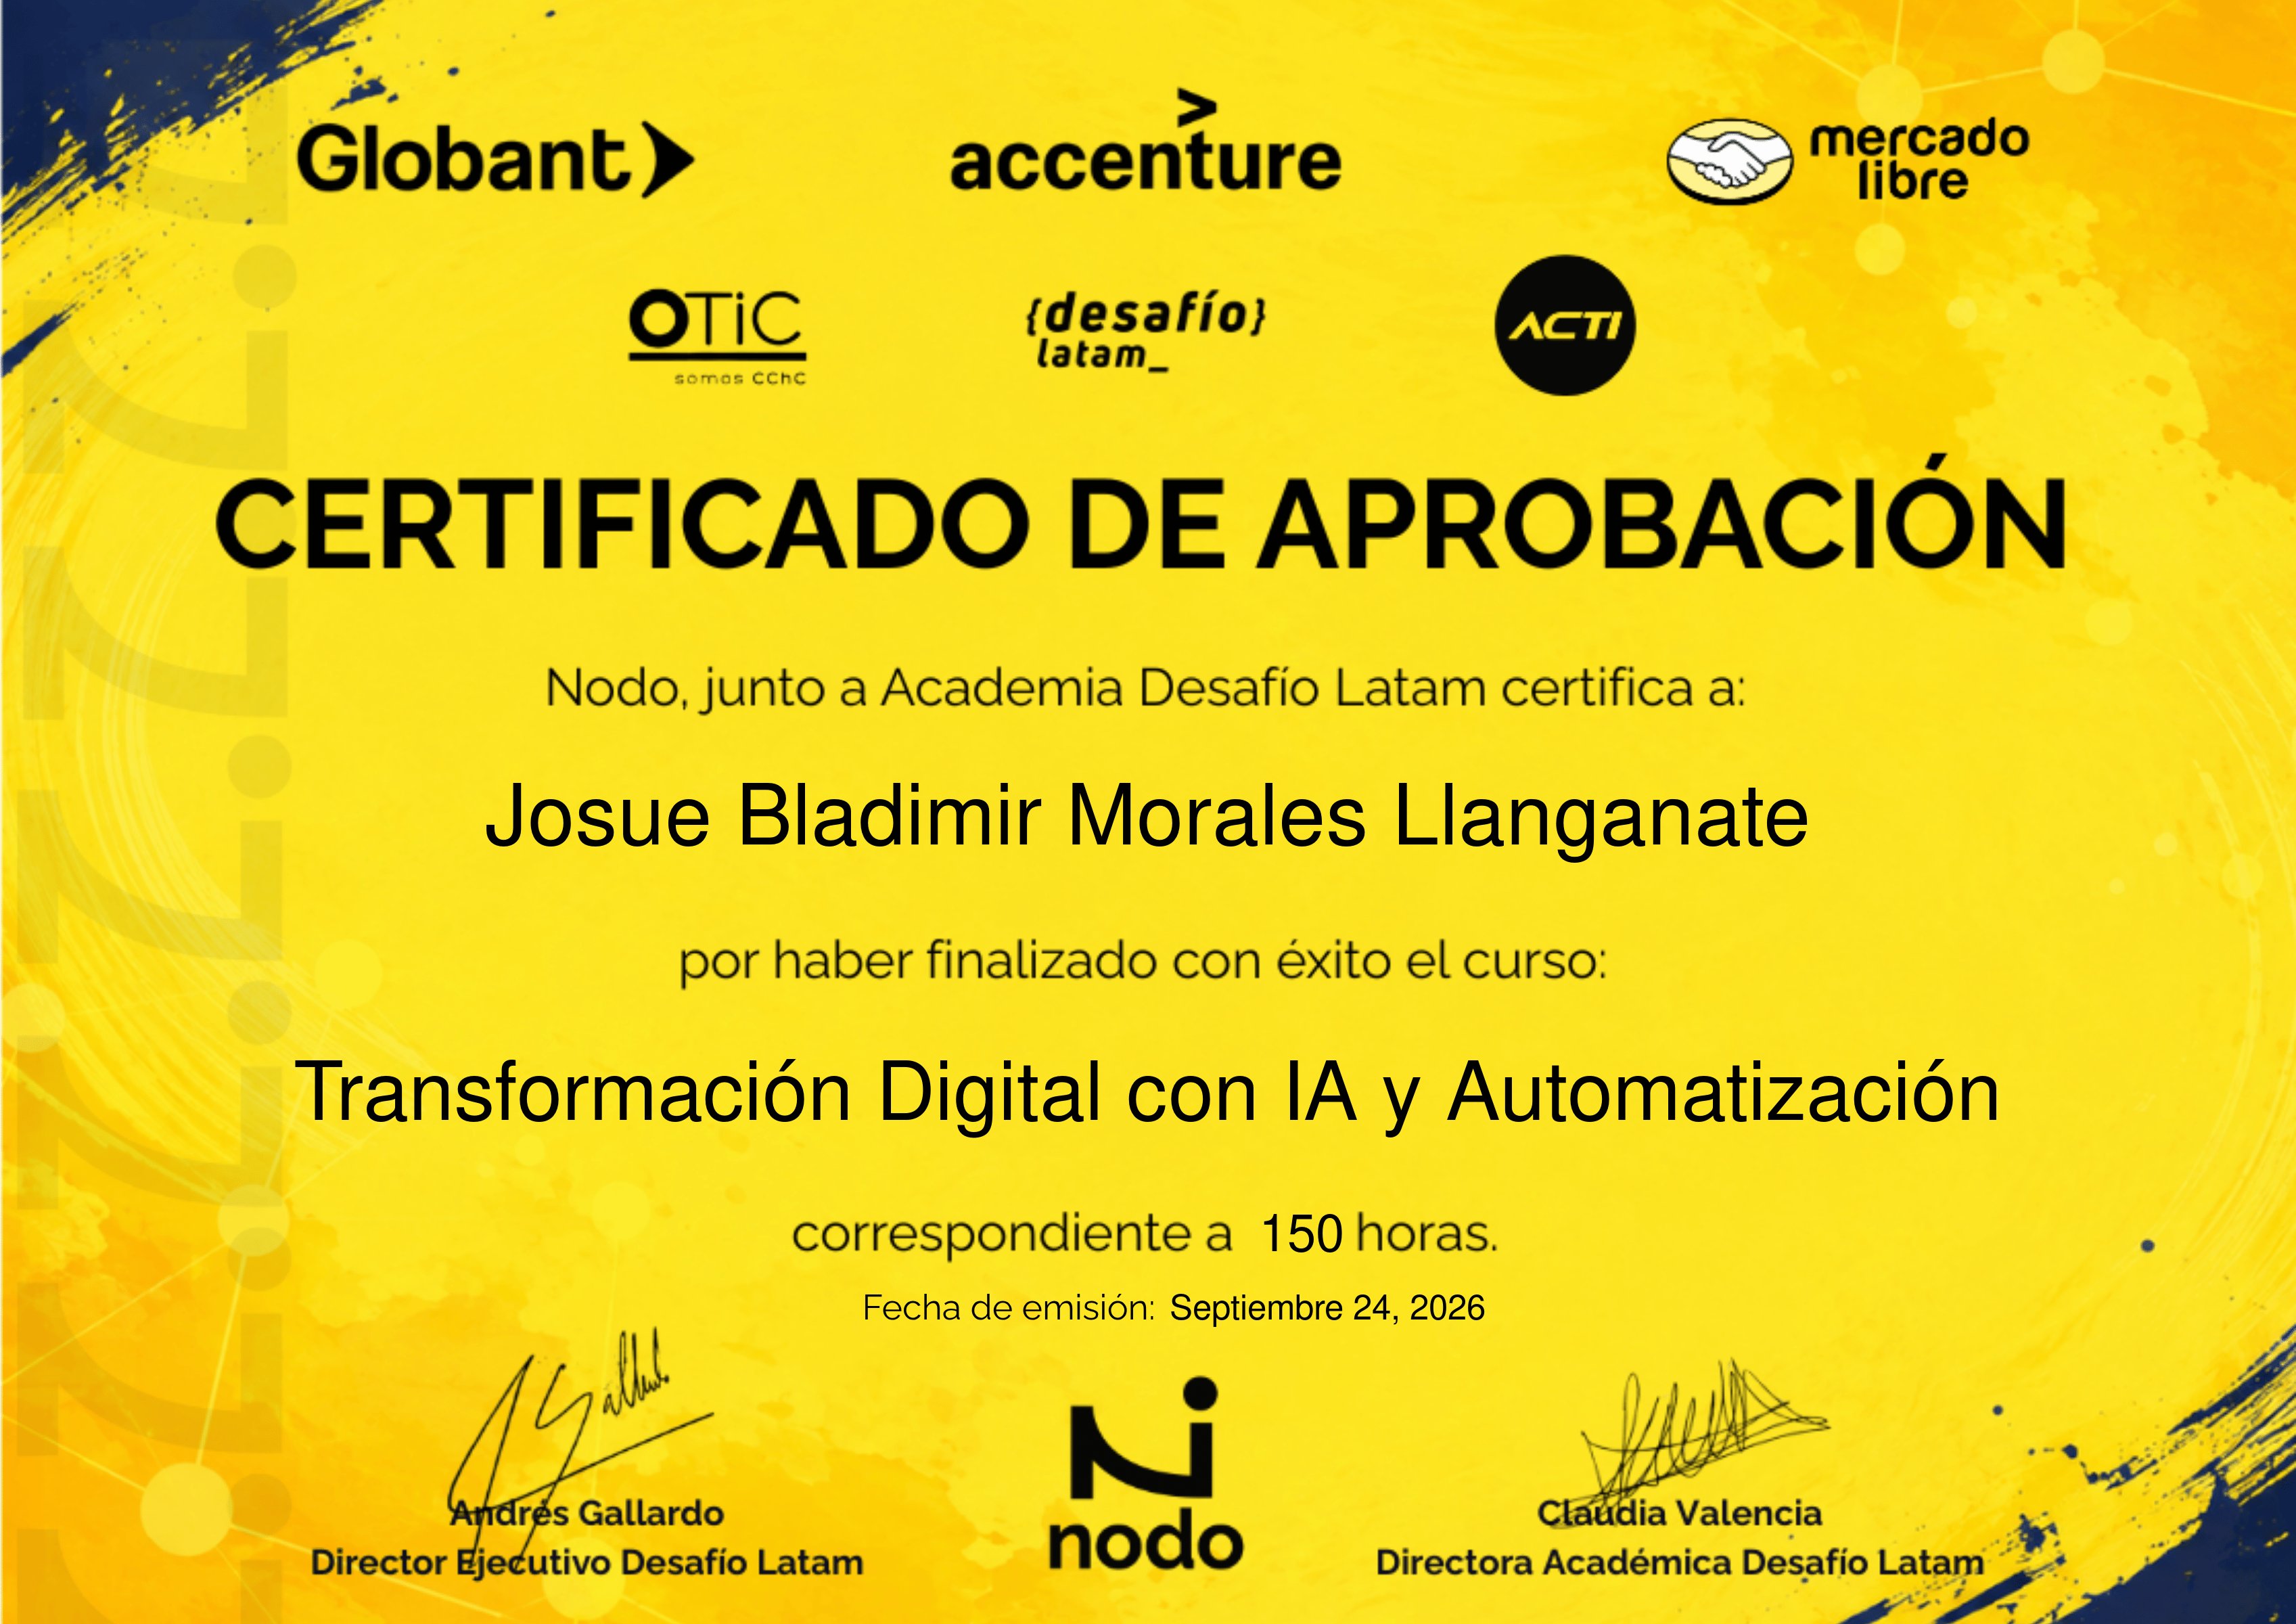 Globant
accenture
mercado
libre
OTiC
somos CChC
{desafío}
latam_
ACTI
CERTIFICADO DE APROBACIÓN
Nodo, junto a Academia Desafío Latam certifica a:
Josue Bladimir Morales Llanganate
por haber finalizado con éxito el curso:
Transformación Digital con IA y Automatización
correspondiente a 150 horas.
Fecha de emisión: Septiembre 24, 2026
Andrés Gallardo
Director Ejecutivo Desafío Latam
nodo
Claudia Valencia
Directora Académica Desafío Latam